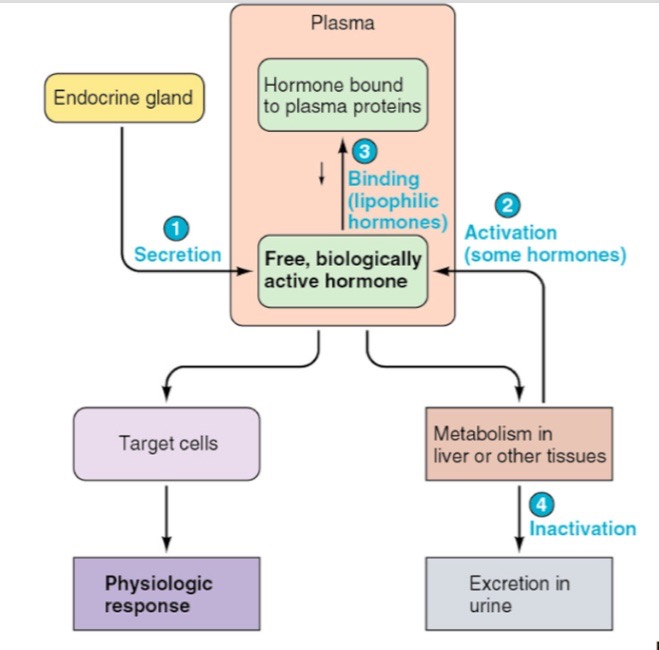 Plasma
Endocrine gland
Hormone bound
to plasma proteins
3
Binding
(lipophilic
hormones)
1
Secretion
2
Activation
(some hormones)
Free, biologically
active hormone
Target cells
Metabolism in
liver or other tissues
4
Inactivation
Physiologic
response
Excretion in
urine